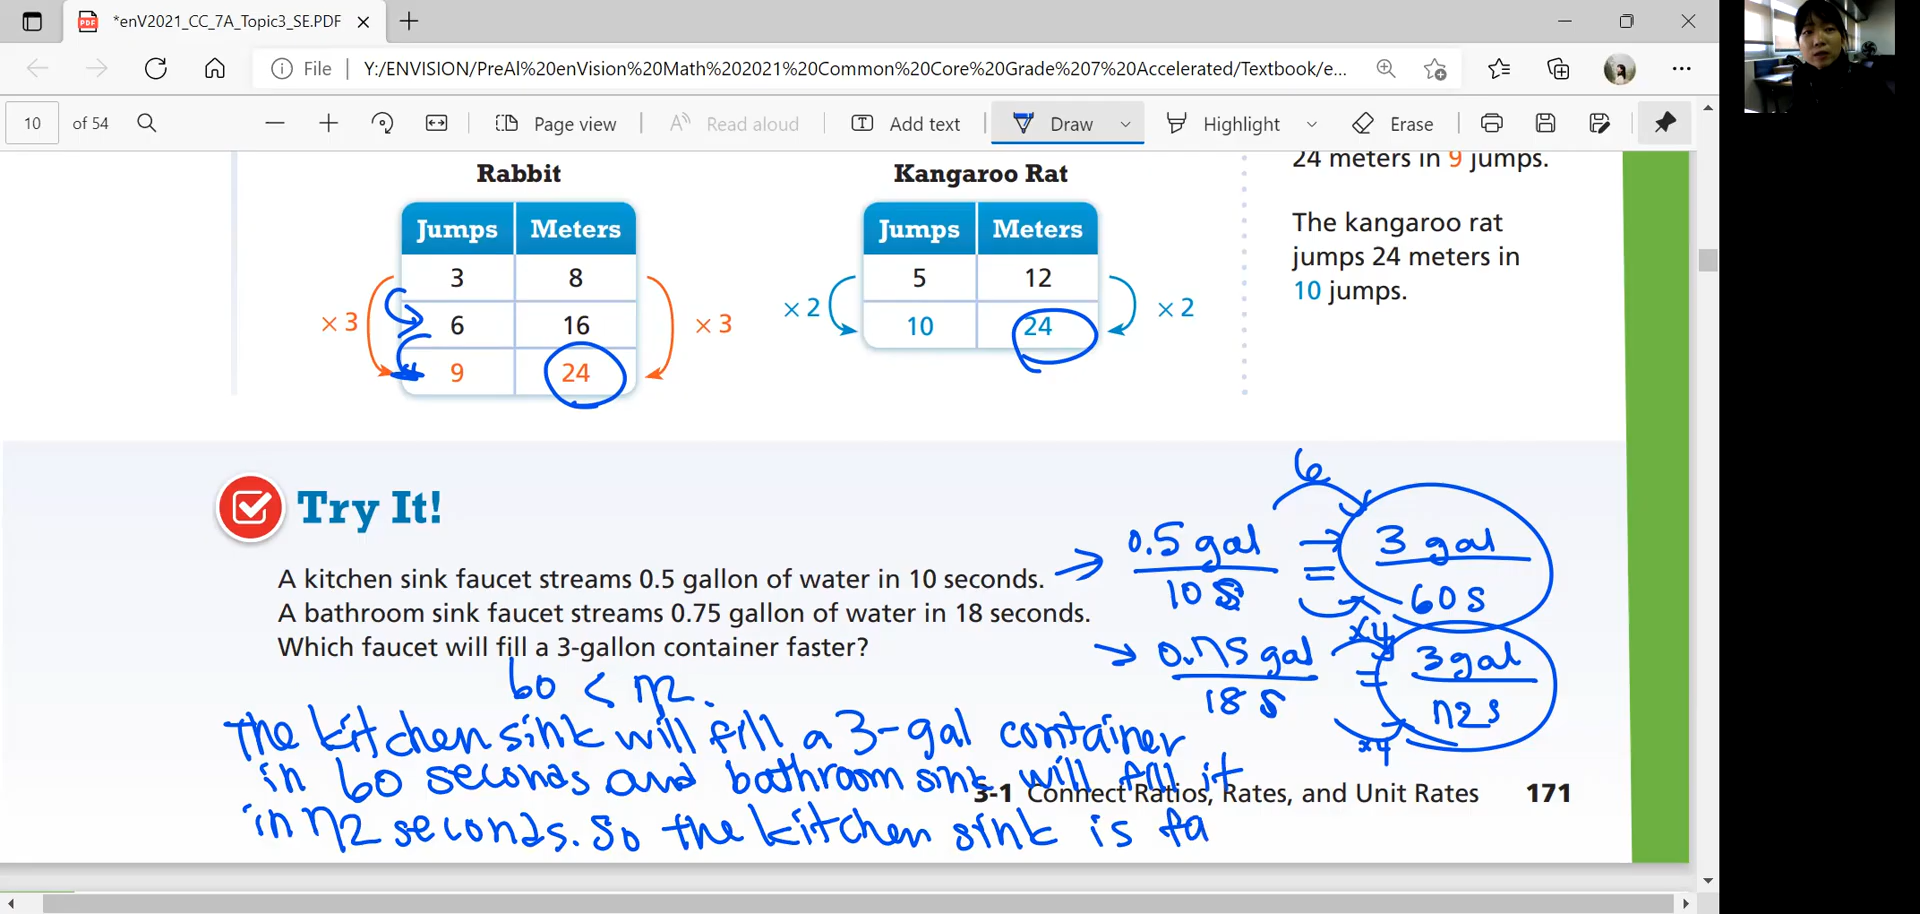 *enV2021_CC_7A_Topic3_SE.PDF
File
Y:/ENVISION/PreAl%20enVision%20Math%202021%20Common%20Core%20Grade%207%20Accelerated/Textbook/e...
10 of 54
Page view
Read aloud
Add text
Draw
Highlight
Erase
Rabbit
Jumps Meters
3 8
6 16
9 24
× 3
× 3
Kangaroo Rat
Jumps Meters
5 12
10 24
× 2
× 2
24 meters in 9 jumps.
The kangaroo rat
jumps 24 meters in
10 jumps.
Try It!
A kitchen sink faucet streams 0.5 gallon of water in 10 seconds.
A bathroom sink faucet streams 0.75 gallon of water in 18 seconds.
Which faucet will fill a 3-gallon container faster?
6
0.5 gal = 3 gal
10 s 60 s
x4
0.75 gal = 3 gal
18 s 72 s
x4
60 < 72.
The kitchen sink will fill a 3-gal container
in 60 seconds and bathroom sink will fill it
in 72 seconds. So the kitchen sink is fa
3-1 Connect Ratios, Rates, and Unit Rates 171